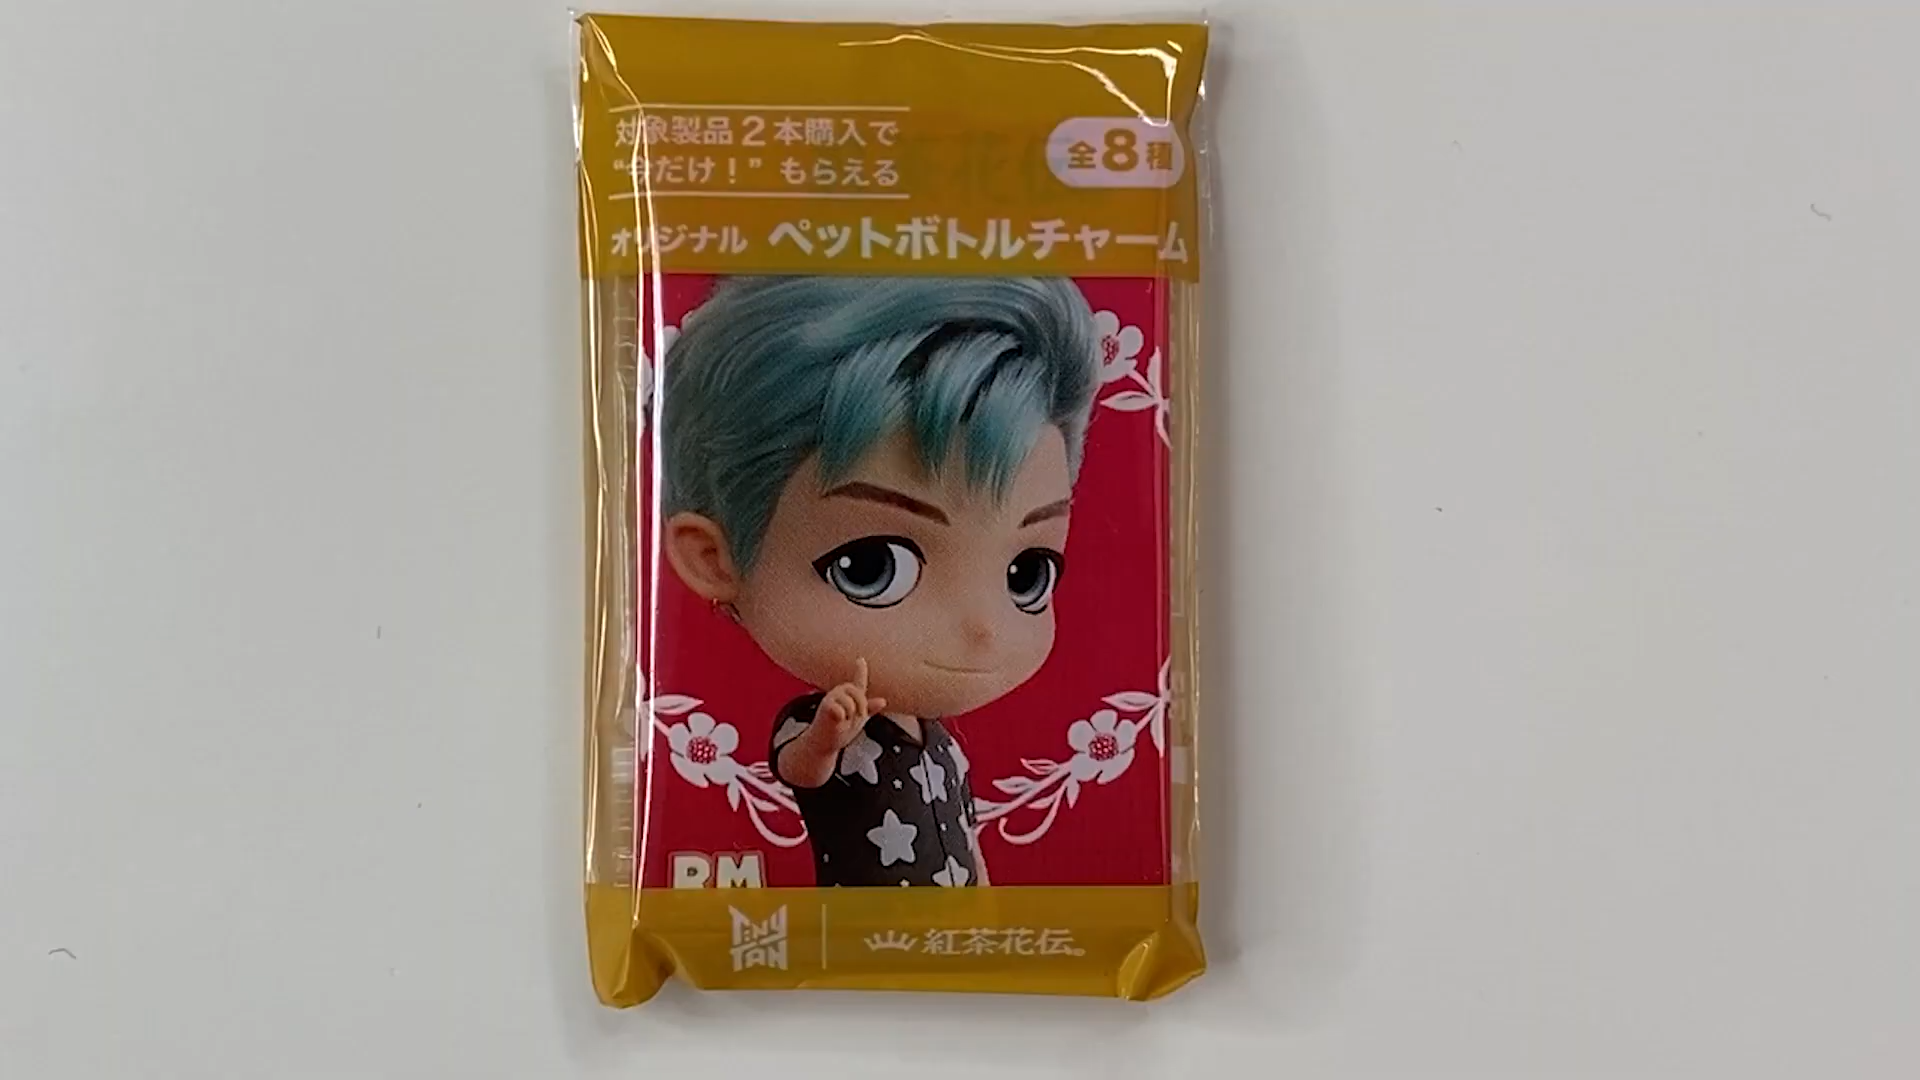 対象製品2本購入で
“今だけ！”もらえる
全8種
オリジナル ペットボトルチャーム
RM
TinyTAN
紅茶花伝®